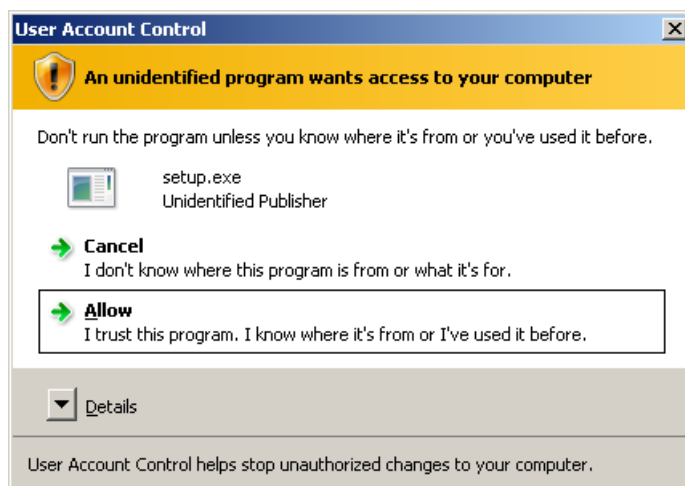 User Account Control
An unidentified program wants access to your computer
Don't run the program unless you know where it's from or you've used it before.
setup.exe
Unidentified Publisher
Cancel
I don't know where this program is from or what it's for.
Allow
I trust this program. I know where it's from or I've used it before.
Details
User Account Control helps stop unauthorized changes to your computer.